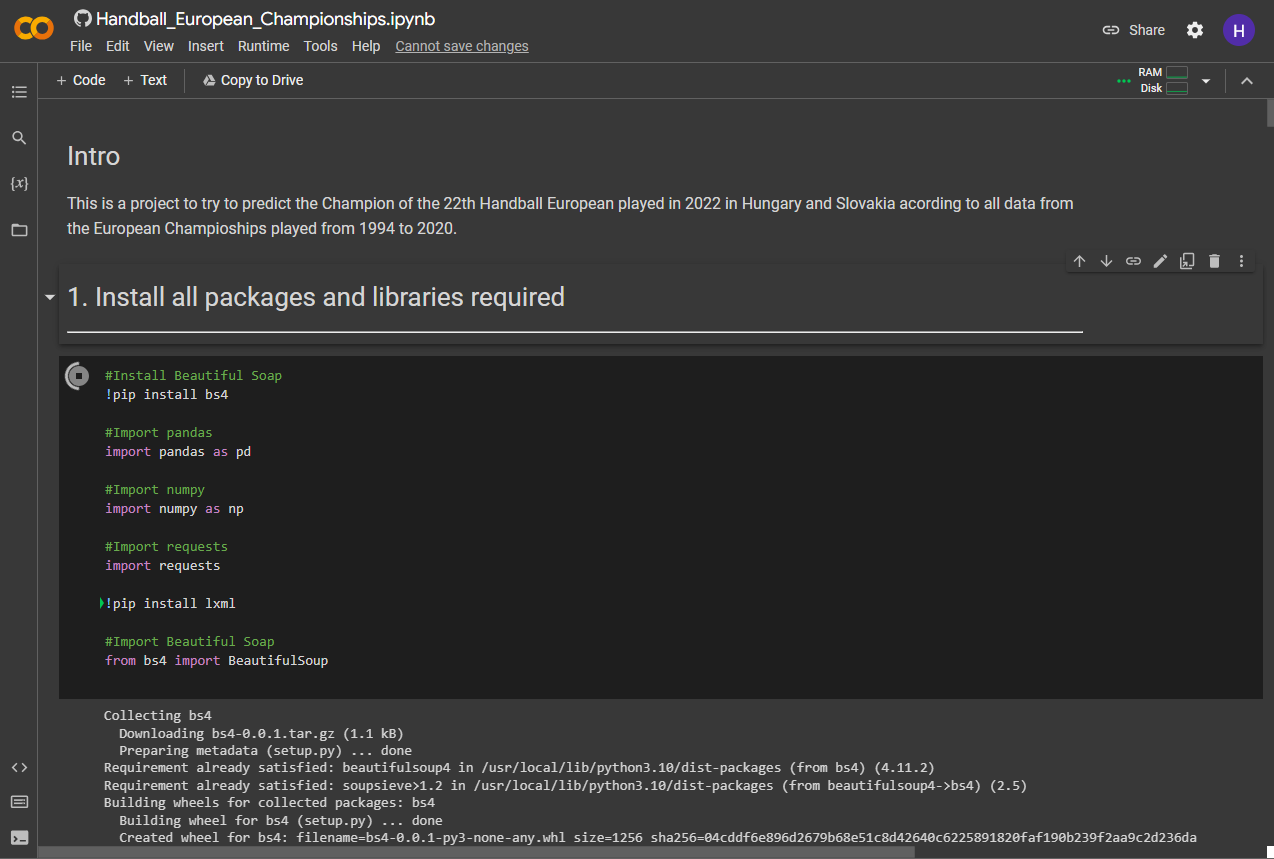 Handball_European_Championships.ipynb
File Edit View Insert Runtime Tools Help Cannot save changes
Share
H
+ Code + Text Copy to Drive
RAM
Disk
{x}
Intro
This is a project to try to predict the Champion of the 22th Handball European played in 2022 in Hungary and Slovakia acording to all data from
the European Champioships played from 1994 to 2020.
1. Install all packages and libraries required
#Install Beautiful Soap
!pip install bs4
#Import pandas
import pandas as pd
#Import numpy
import numpy as np
#Import requests
import requests
!pip install lxml
#Import Beautiful Soap
from bs4 import BeautifulSoup
Collecting bs4
Downloading bs4-0.0.1.tar.gz (1.1 kB)
Preparing metadata (setup.py) ... done
Requirement already satisfied: beautifulsoup4 in /usr/local/lib/python3.10/dist-packages (from bs4) (4.11.2)
Requirement already satisfied: soupsieve>1.2 in /usr/local/lib/python3.10/dist-packages (from beautifulsoup4->bs4) (2.5)
Building wheels for collected packages: bs4
Building wheel for bs4 (setup.py) ... done
Created wheel for bs4: filename=bs4-0.0.1-py3-none-any.whl size=1256 sha256=04cddf6e896d2679b68e51c8d42640c6225891820faf190b239f2aa9c2d236da